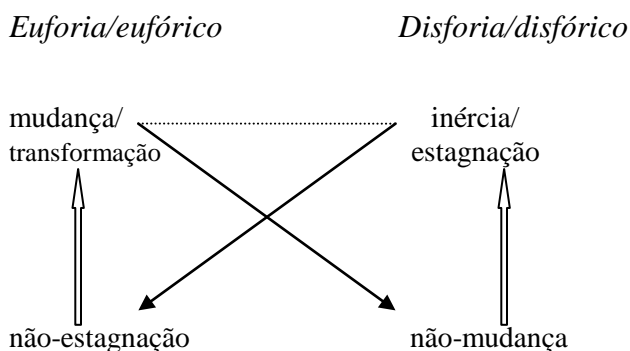 Euforia/eufórico Disforia/disfórico
mudança/ inércia/
transformação estagnação
não-estagnação não-mudança